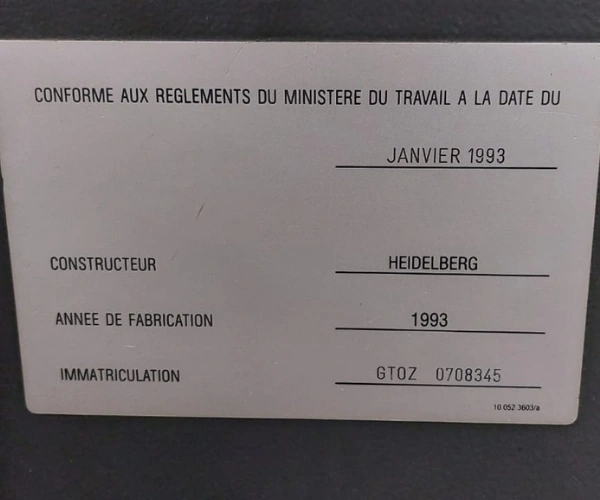 CONFORME AUX REGLEMENTS DU MINISTERE DU TRAVAIL A LA DATE DU
JANVIER 1993
CONSTRUCTEUR HEIDELBERG
ANNEE DE FABRICATION 1993
IMMATRICULATION GTOZ 0708345
10.052.3603/a